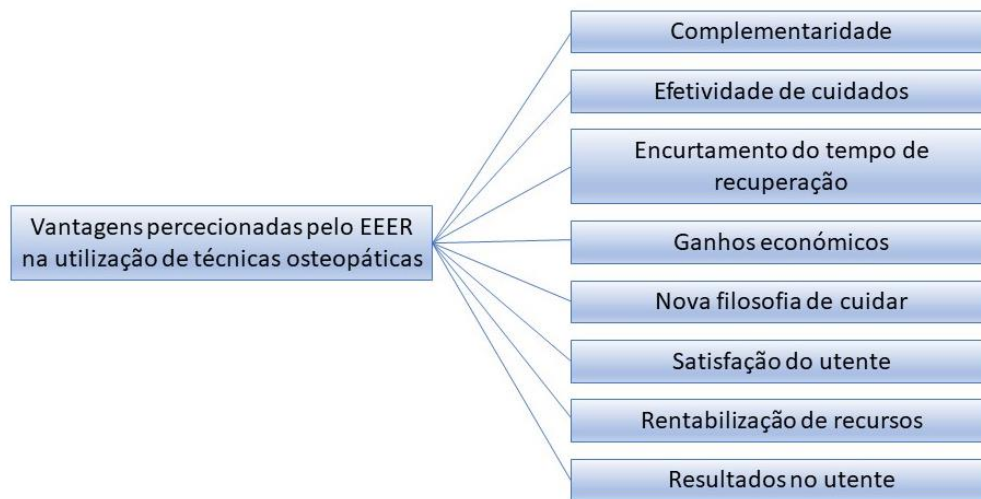 Complementaridade
Efetividade de cuidados
Encurtamento do tempo de
recuperação
Vantagens percecionadas pelo EEER
na utilização de técnicas osteopáticas
Ganhos económicos
Nova filosofia de cuidar
Satisfação do utente
Rentabilização de recursos
Resultados no utente